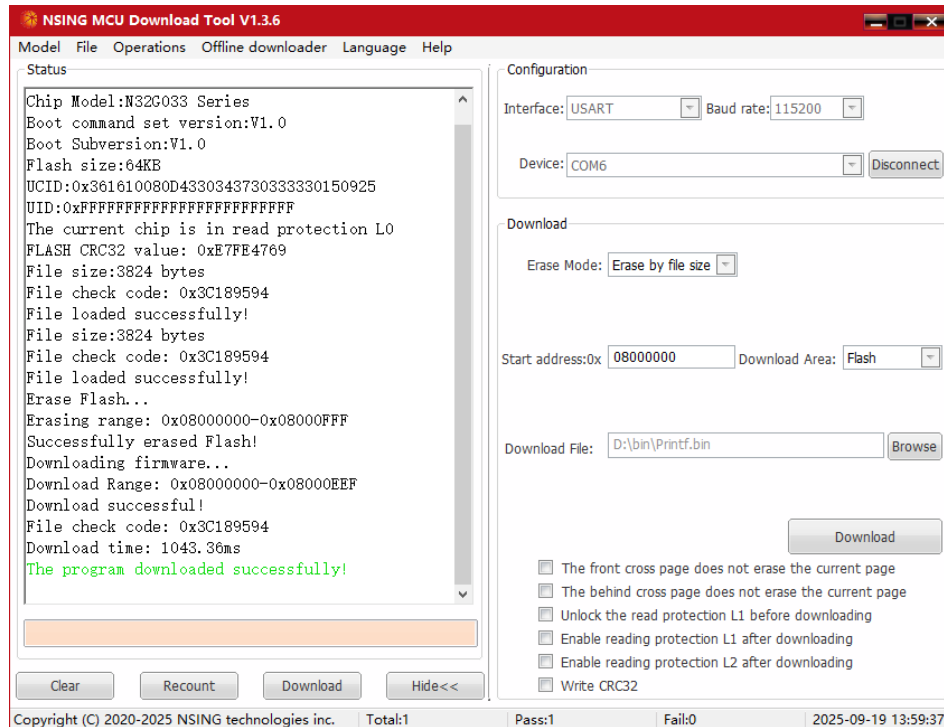 NSING MCU Download Tool V1.3.6
Model File Operations Offline downloader Language Help
Status
Chip Model:N32G033 Series
Boot command set version:V1.0
Boot Subversion:V1.0
Flash size:64KB
UCID:0x361610080D4330343730333330150925
UID:0xFFFFFFFFFFFFFFFFFFFFFFFF
The current chip is in read protection L0
FLASH CRC32 value: 0xE7FE4769
File size:3824 bytes
File check code: 0x3C189594
File loaded successfully!
File size:3824 bytes
File check code: 0x3C189594
File loaded successfully!
Erase Flash...
Erasing range: 0x08000000-0x08000FFF
Successfully erased Flash!
Downloading firmware...
Download Range: 0x08000000-0x08000EEF
Download successful!
File check code: 0x3C189594
Download time: 1043.36ms
The program downloaded successfully!
Clear Recount Download Hide<<
Configuration
Interface: USART Baud rate: 115200
Device: COM6 Disconnect
Download
Erase Mode: Erase by file size
Start address:0x 08000000 Download Area: Flash
Download File: D:\bin\Printf.bin Browse
Download
The front cross page does not erase the current page
The behind cross page does not erase the current page
Unlock the read protection L1 before downloading
Enable reading protection L1 after downloading
Enable reading protection L2 after downloading
Write CRC32
Copyright (C) 2020-2025 NSING technologies inc. Total:1 Pass:1 Fail:0 2025-09-19 13:59:37